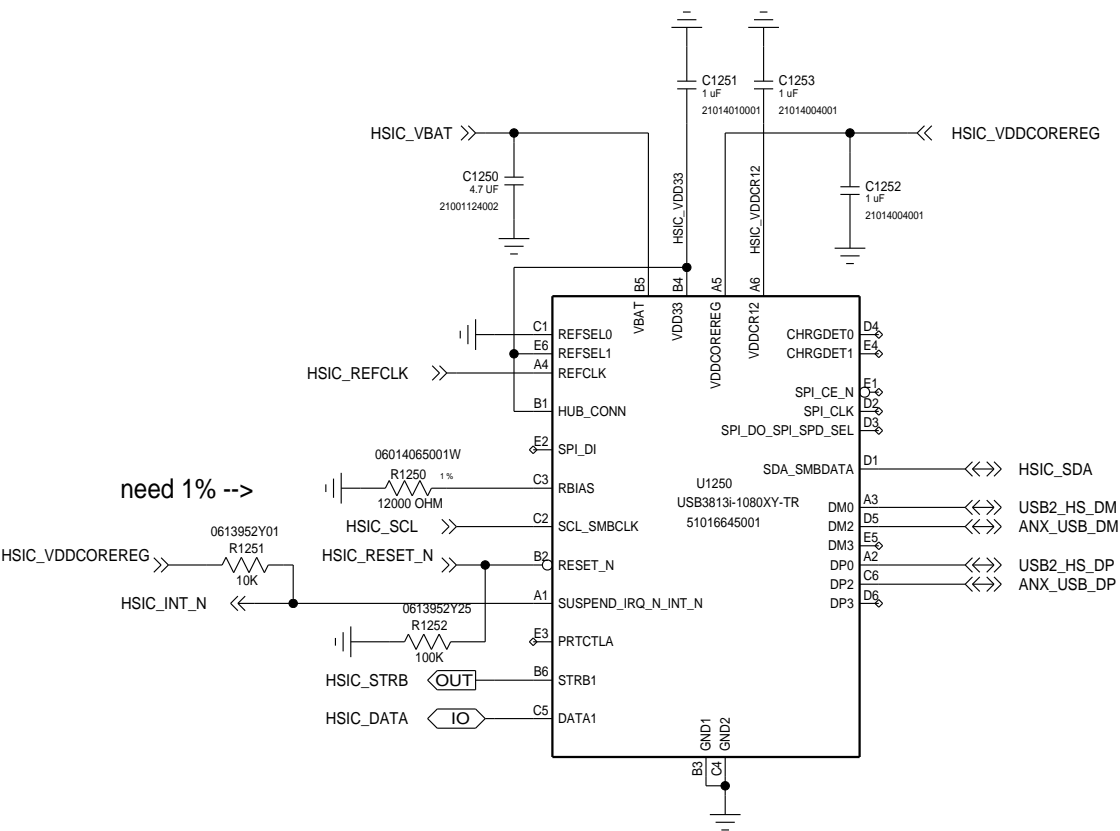 C1251
1 uF
21014010001
C1253
1 uF
21014004001
HSIC_VBAT
HSIC_VDDCOREREG
C1250
4.7 UF
21001124002
HSIC_VDD33
HSIC_VDDCR12
C1252
1 uF
21014004001
B5
B4
A5
A6
VBAT
VDD33
VDDCOREREG
VDDCR12
C1
REFSEL0
E6
REFSEL1
HSIC_REFCLK
A4
REFCLK
B1
HUB_CONN
E2
SPI_DI
06014065001W
R1250
1 %
12000 OHM
need 1% -->
C3
RBIAS
HSIC_SCL
C2
SCL_SMBCLK
0613952Y01
R1251
10K
HSIC_VDDCOREREG
HSIC_RESET_N
B2
RESET_N
HSIC_INT_N
A1
SUSPEND_IRQ_N_INT_N
0613952Y25
R1252
100K
E3
PRTCTLA
HSIC_STRB
OUT
B6
STRB1
HSIC_DATA
IO
C5
DATA1
U1250
USB3813i-1080XY-TR
51016645001
CHRGDET0
D4
CHRGDET1
E4
SPI_CE_N
E1
SPI_CLK
D2
SPI_DO_SPI_SPD_SEL
D3
SDA_SMBDATA
D1
HSIC_SDA
DM0
A3
USB2_HS_DM
DM2
D5
ANX_USB_DM
DM3
E5
DP0
A2
USB2_HS_DP
DP2
C6
ANX_USB_DP
DP3
D6
GND1
GND2
B3
C4